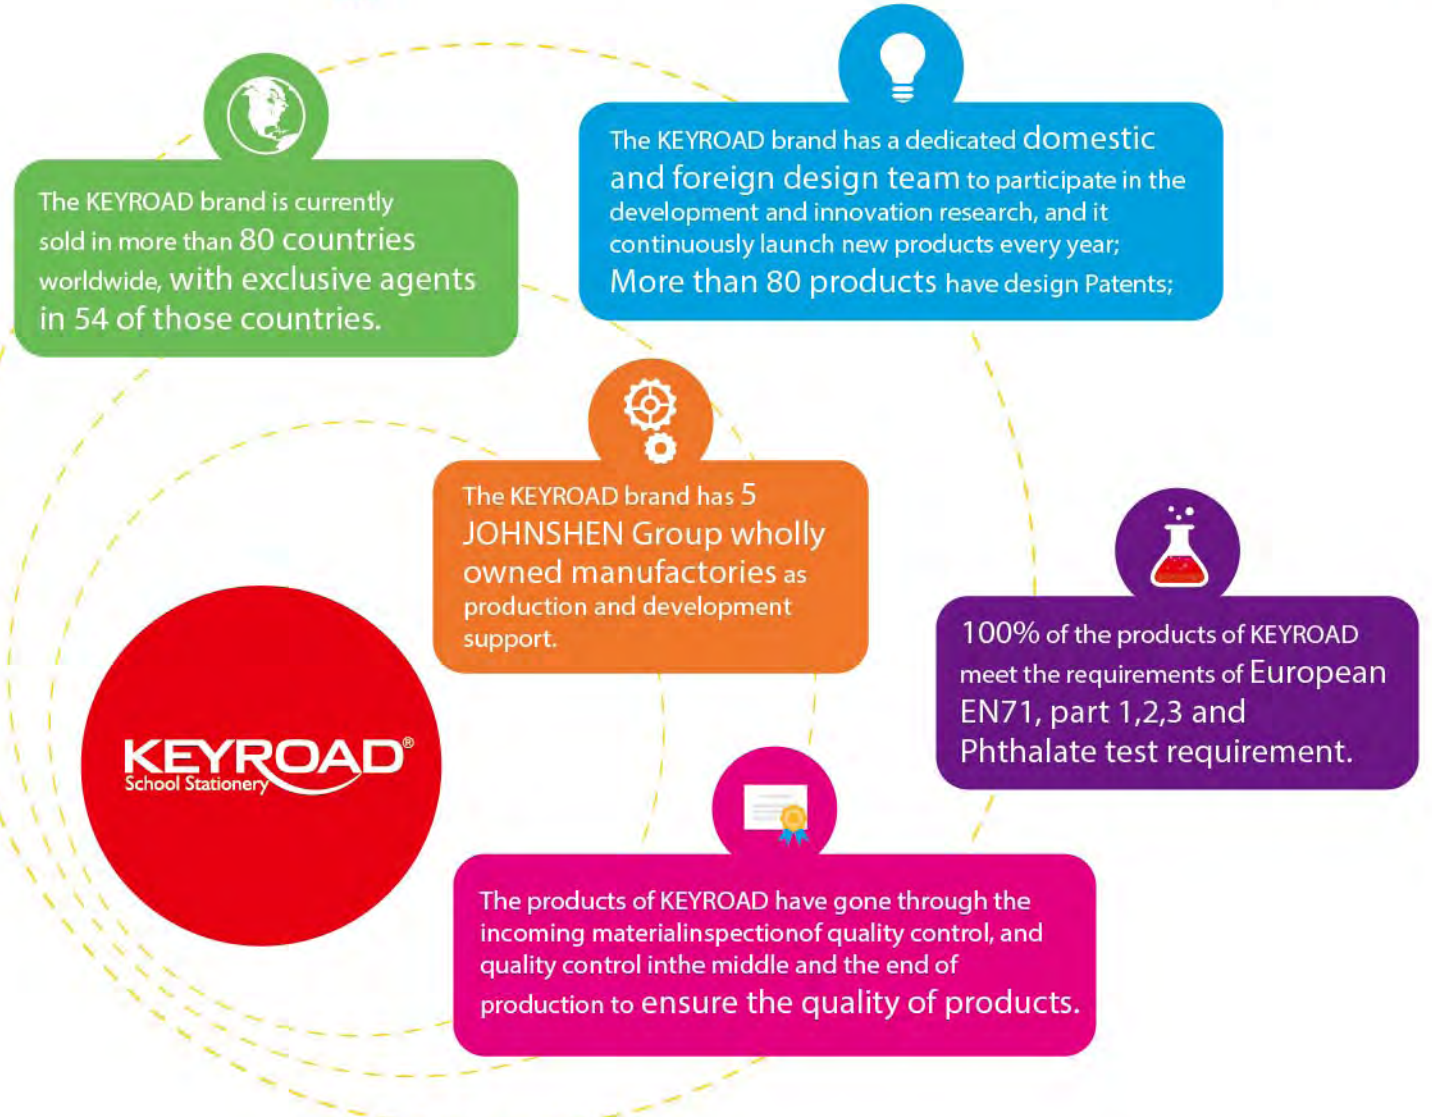 The KEYROAD brand is currently
sold in more than 80 countries
worldwide, with exclusive agents
in 54 of those countries.
The KEYROAD brand has a dedicated domestic
and foreign design team to participate in the
development and innovation research, and it
continuously launch new products every year;
More than 80 products have design Patents;
The KEYROAD brand has 5
JOHNSHEN Group wholly
owned manufactories as
production and development
support.
100% of the products of KEYROAD
meet the requirements of European
EN71, part 1,2,3 and
Phthalate test requirement.
KEYROAD®
School Stationery
The products of KEYROAD have gone through the
incoming materialinspectionof quality control, and
quality control inthe middle and the end of
production to ensure the quality of products.